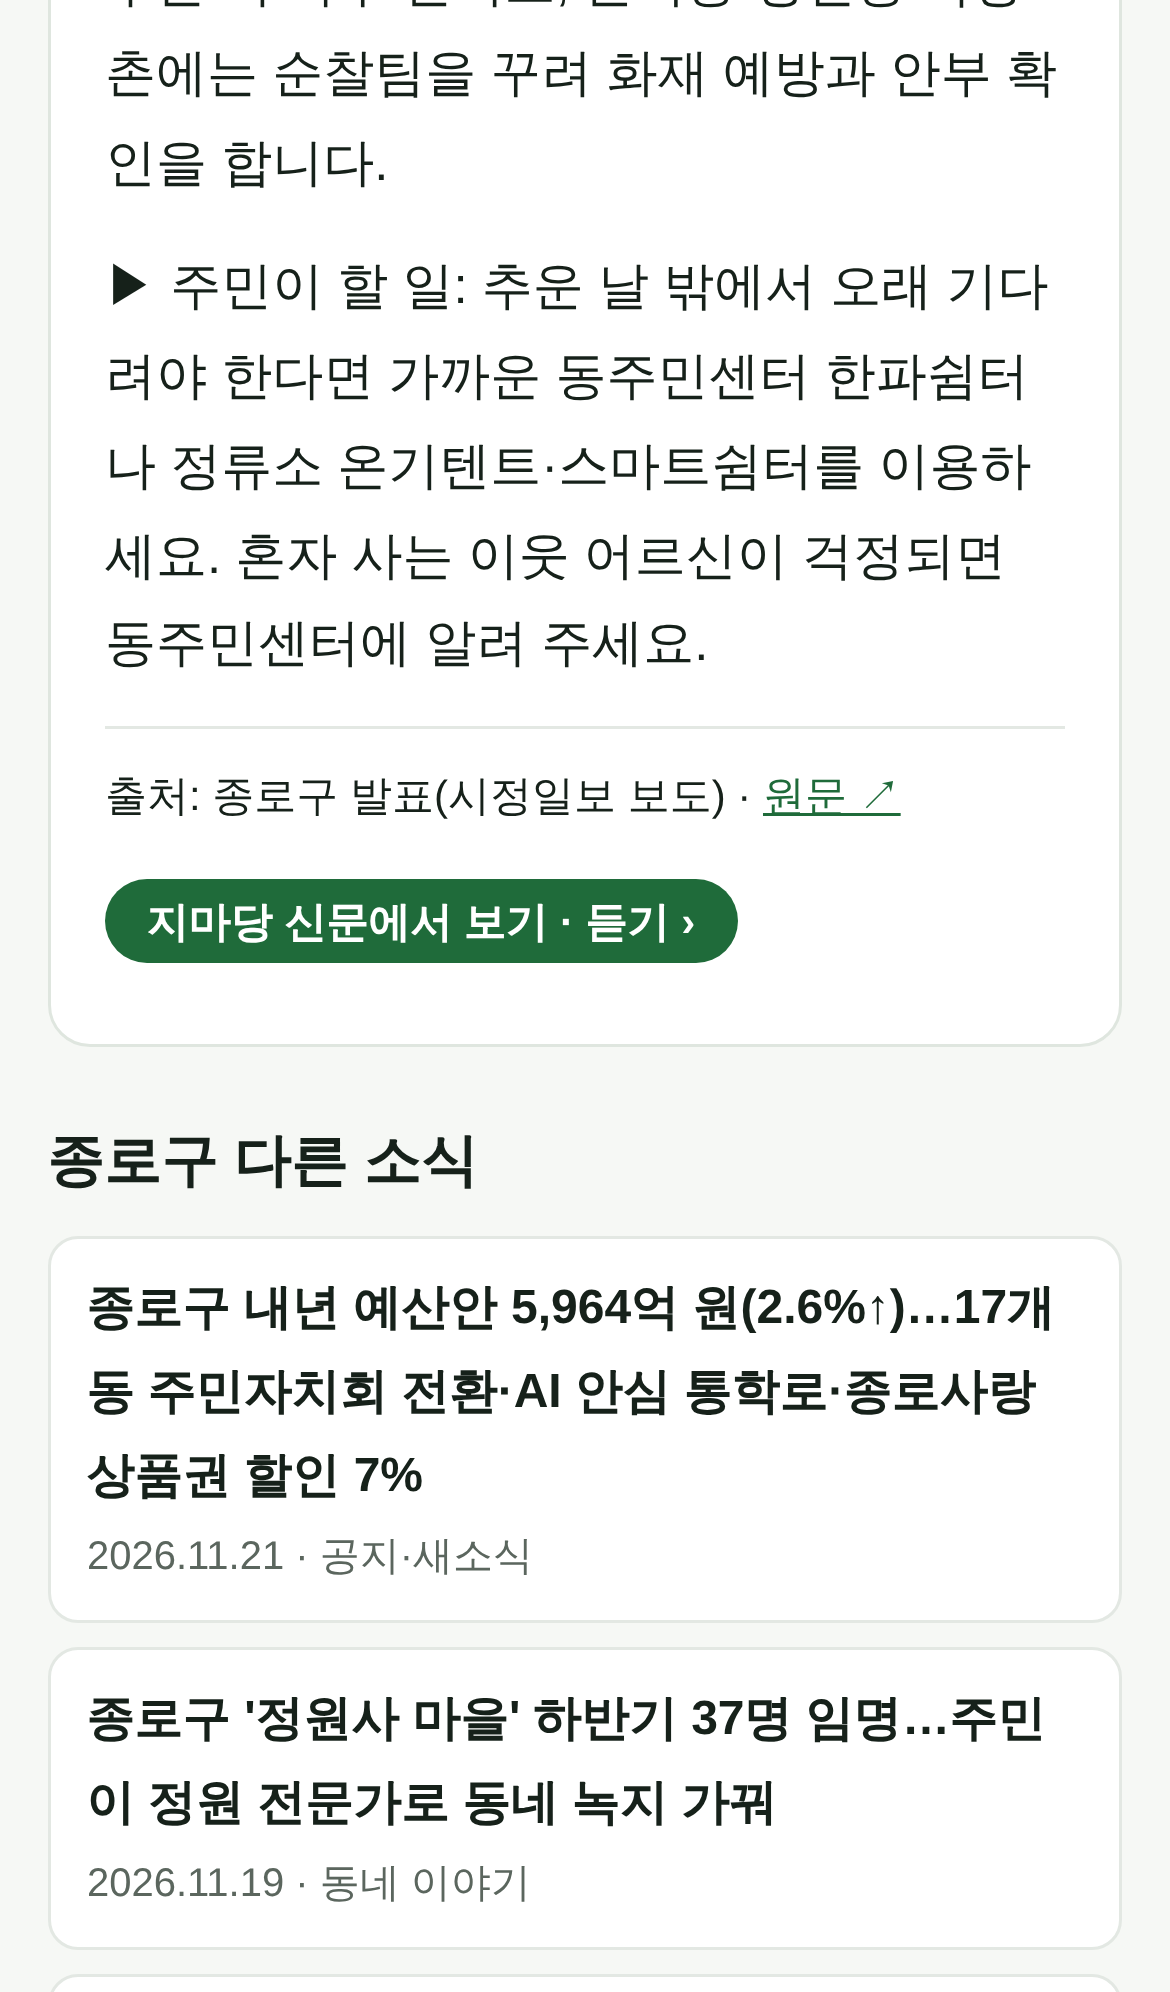 촌에는 순찰팀을 꾸려 화재 예방과 안부 확
인을 합니다.
▶ 주민이 할 일: 추운 날 밖에서 오래 기다
려야 한다면 가까운 동주민센터 한파쉼터
나 정류소 온기텐트·스마트쉼터를 이용하
세요. 혼자 사는 이웃 어르신이 걱정되면
동주민센터에 알려 주세요.
출처: 종로구 발표(시정일보 보도) · 원문 ↗
지마당 신문에서 보기 · 듣기 ›
종로구 다른 소식
종로구 내년 예산안 5,964억 원(2.6%↑)…17개
동 주민자치회 전환·AI 안심 통학로·종로사랑
상품권 할인 7%
2026.11.21 · 공지·새소식
종로구 '정원사 마을' 하반기 37명 임명…주민
이 정원 전문가로 동네 녹지 가꿔
2026.11.19 · 동네 이야기